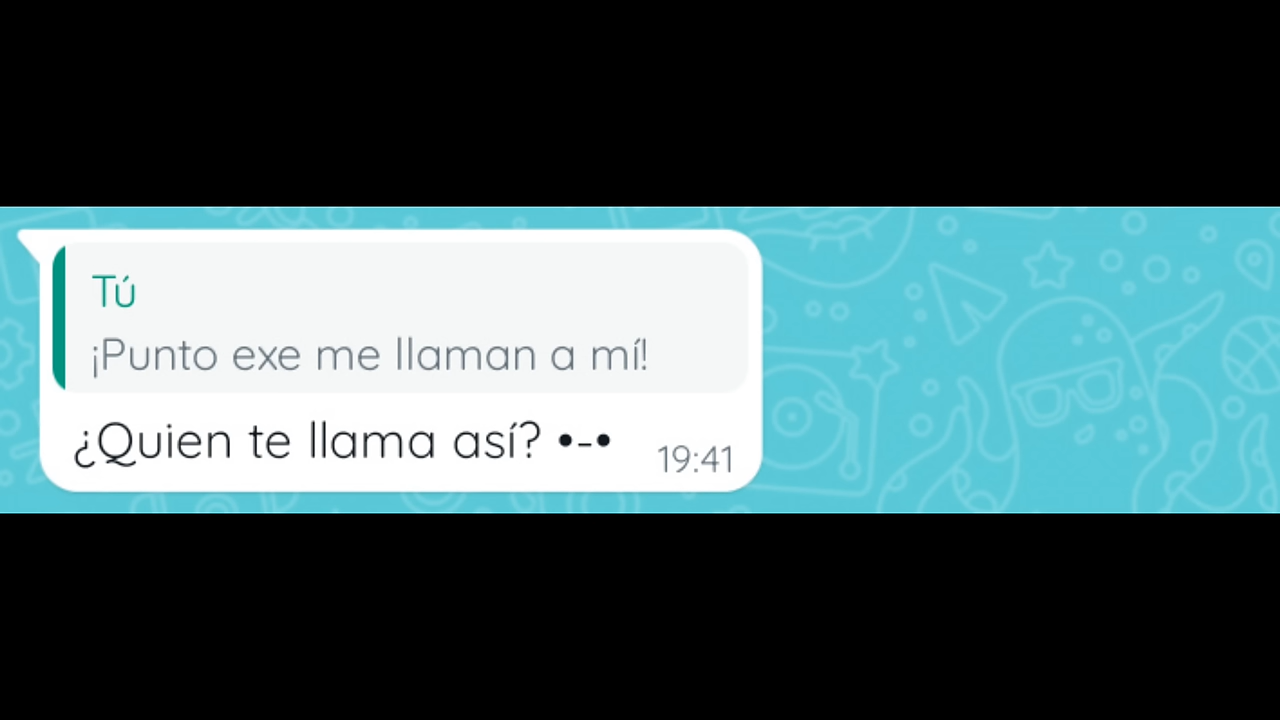 Tú
¡Punto exe me llaman a mí!
¿Quien te llama así? •-•
19:41